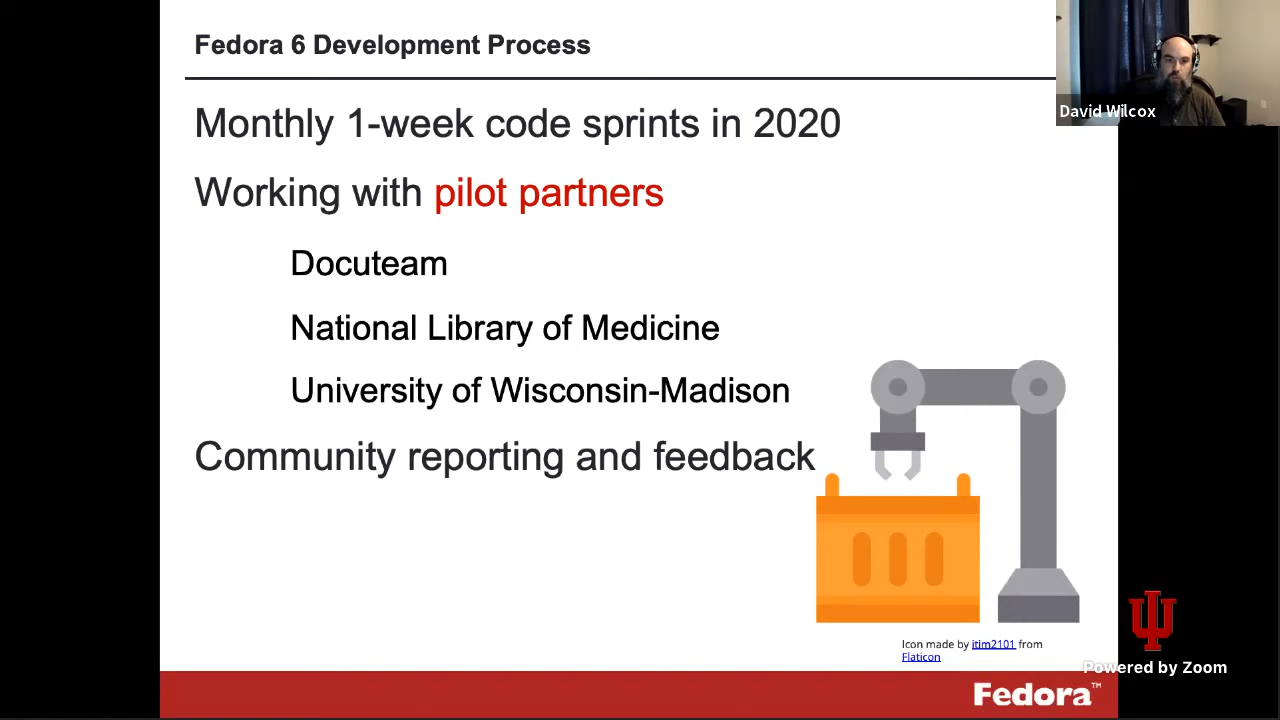 Fedora 6 Development Process
David Wilcox
Monthly 1-week code sprints in 2020
Working with pilot partners
Docuteam
National Library of Medicine
University of Wisconsin-Madison
Community reporting and feedback
Icon made by itim2101 from
Flaticon
Powered by Zoom
Fedora™